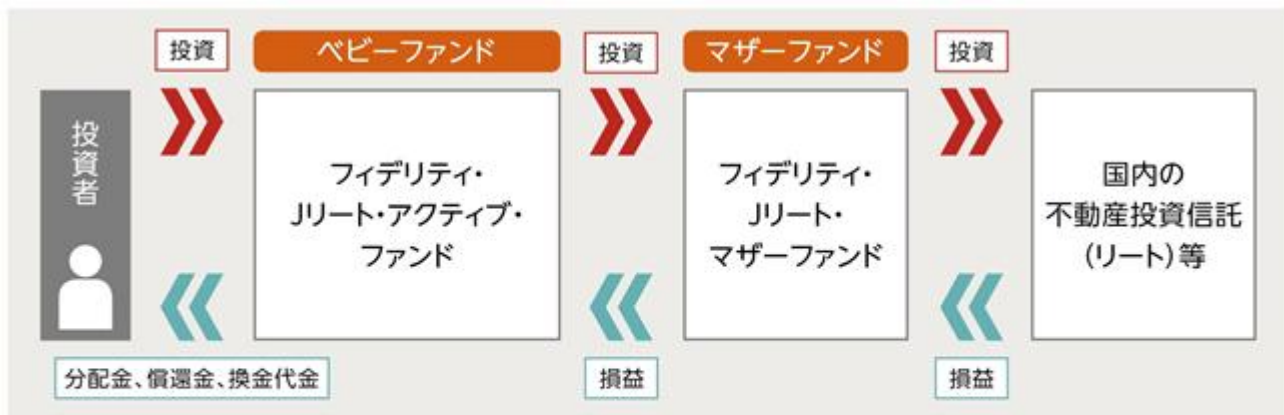 投資
ベビーファンド
投資
マザーファンド
投資
投資者
フィデリティ・
Jリート・アクティブ・
ファンド
フィデリティ・
Jリート・
マザーファンド
国内の
不動産投資信託
(リート)等
分配金、償還金、換金代金
損益
損益